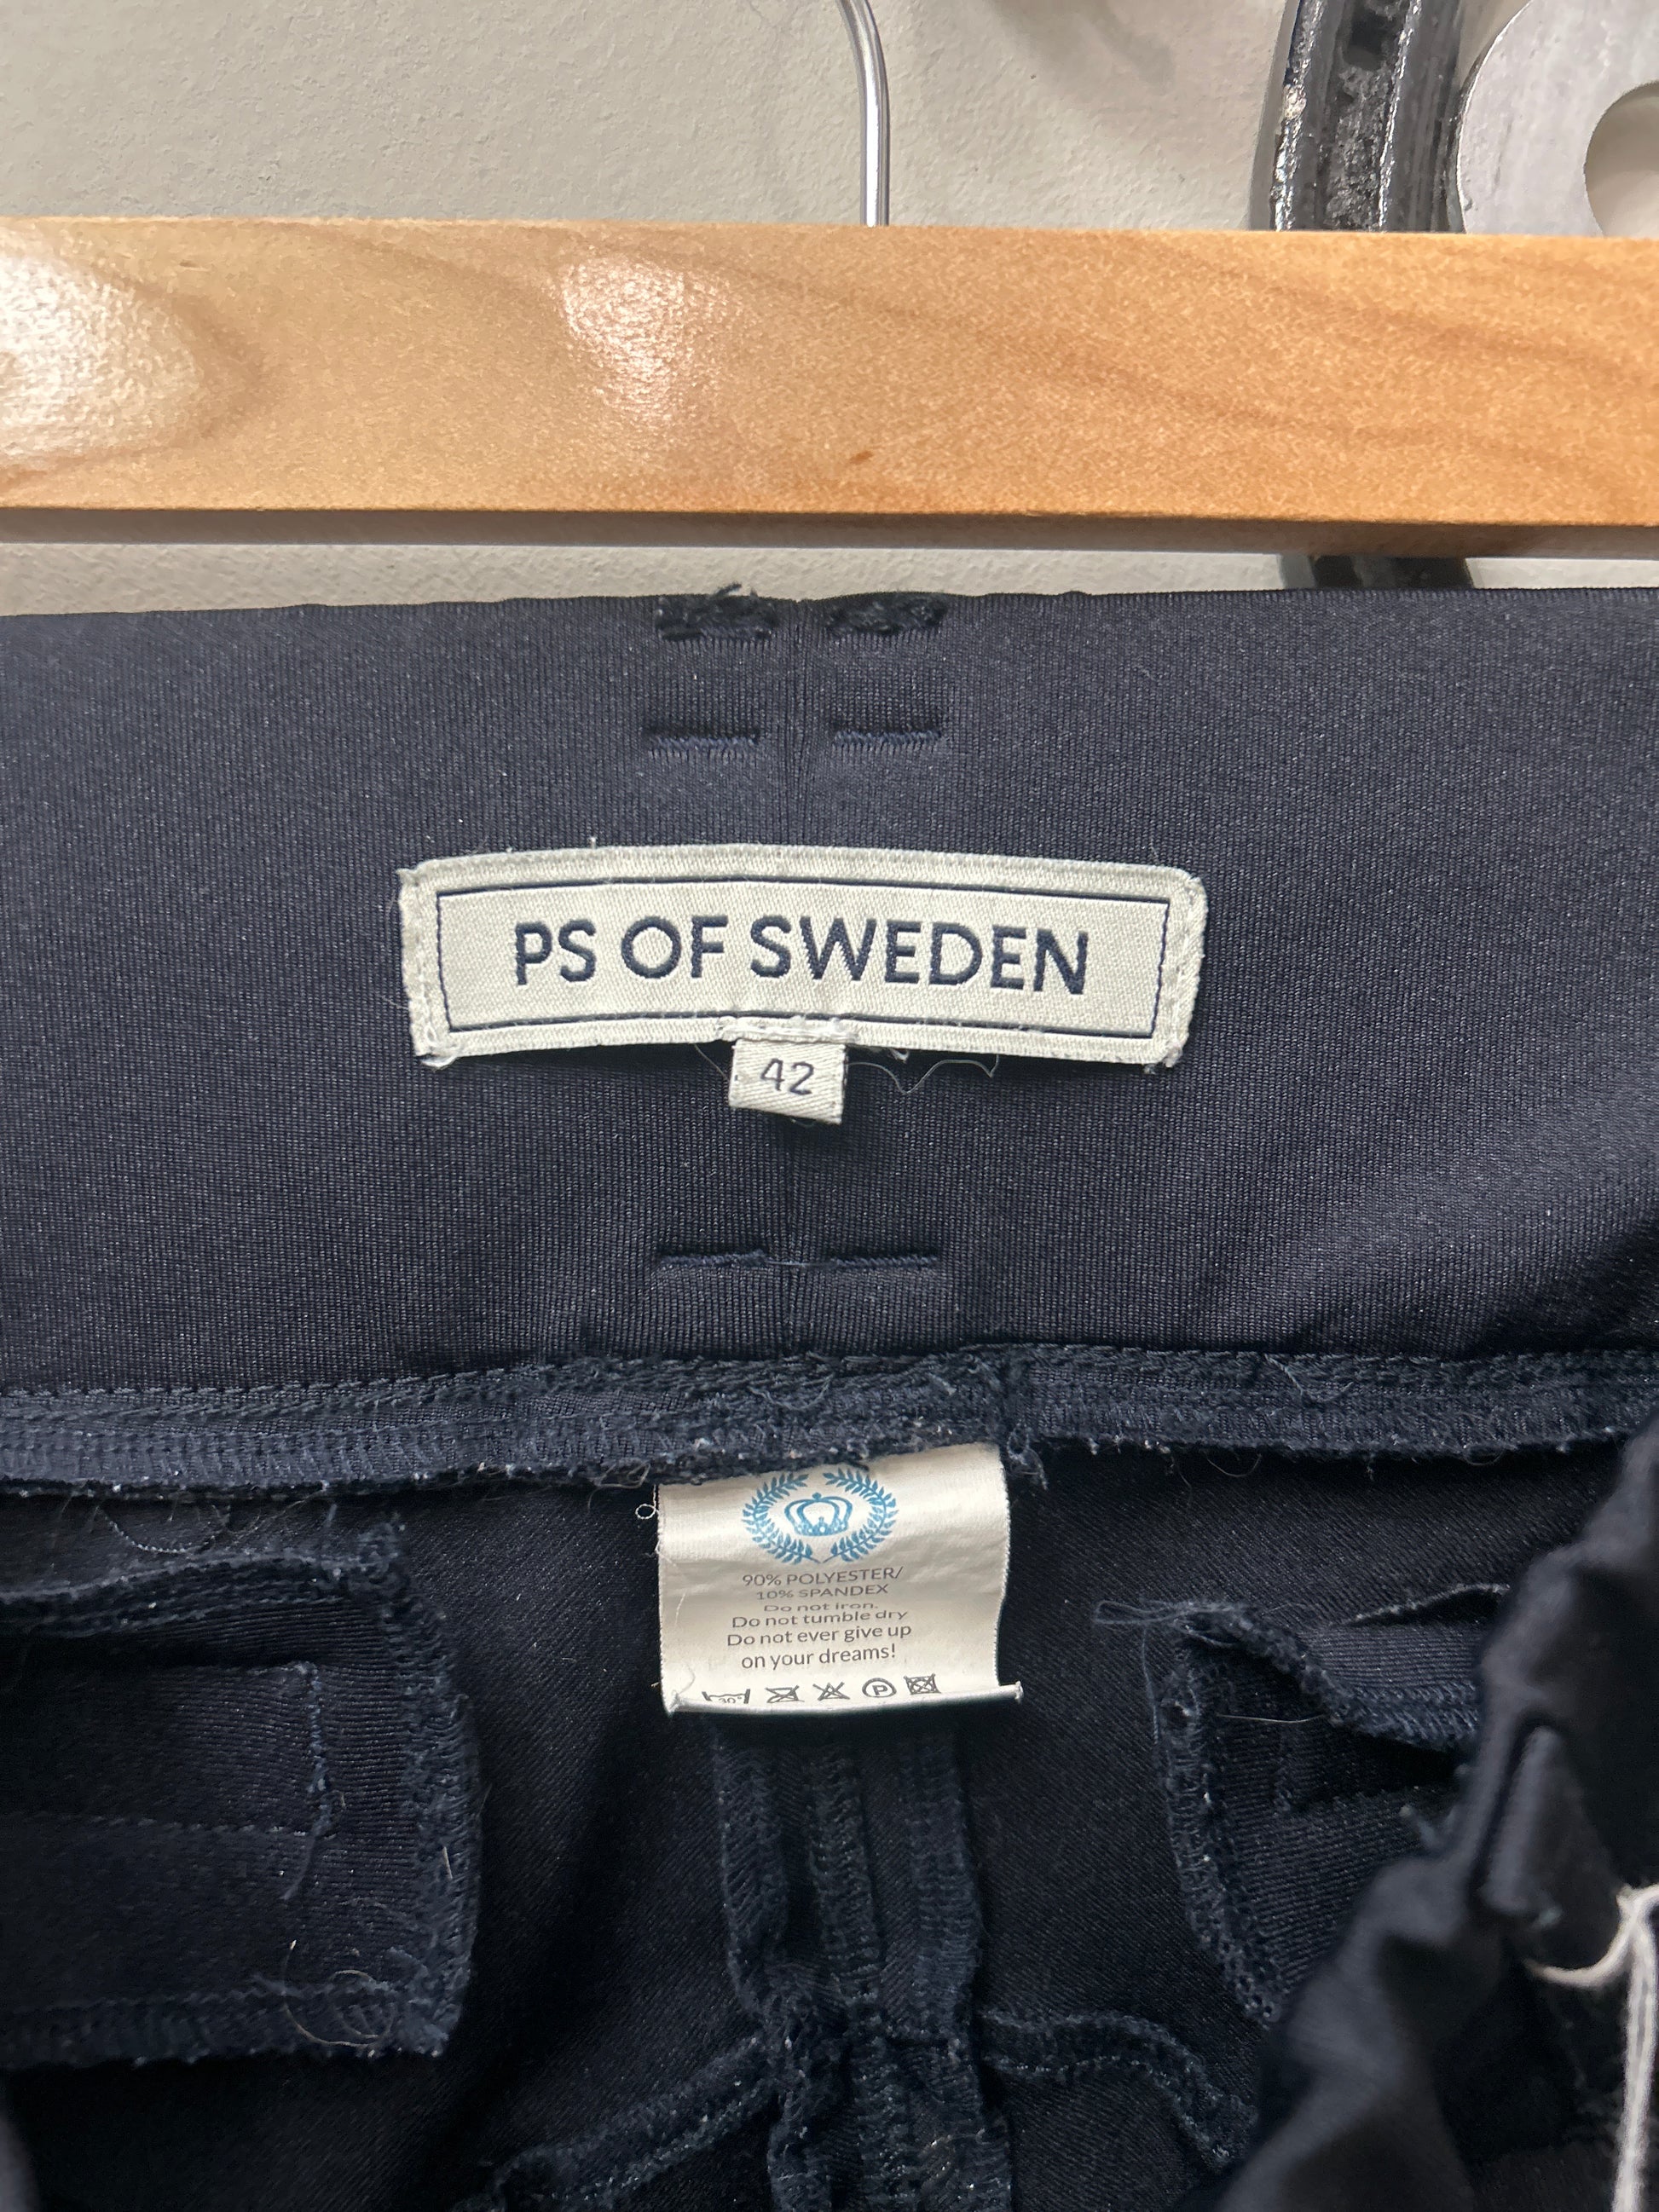 PS OF SWEDEN
42
90% POLYESTER/
10% SPANDEX
Do not iron.
Do not tumble dry
Do not ever give up
on your dreams!
30°
P